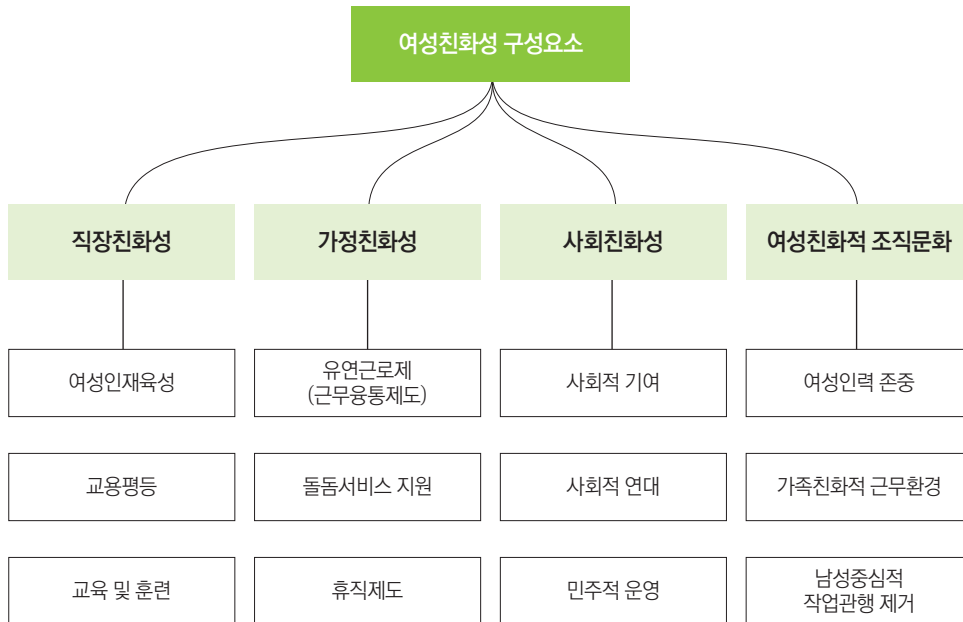 여성친화성 구성요소
직장친화성
가정친화성
사회친화성
여성친화적 조직문화
여성인재육성
유연근로제
(근무융통제도)
사회적 기여
여성인력 존중
교용평등
돌돔서비스 지원
사회적 연대
가족친화적 근무환경
교육 및 훈련
휴직제도
민주적 운영
남성중심적
작업관행 제거